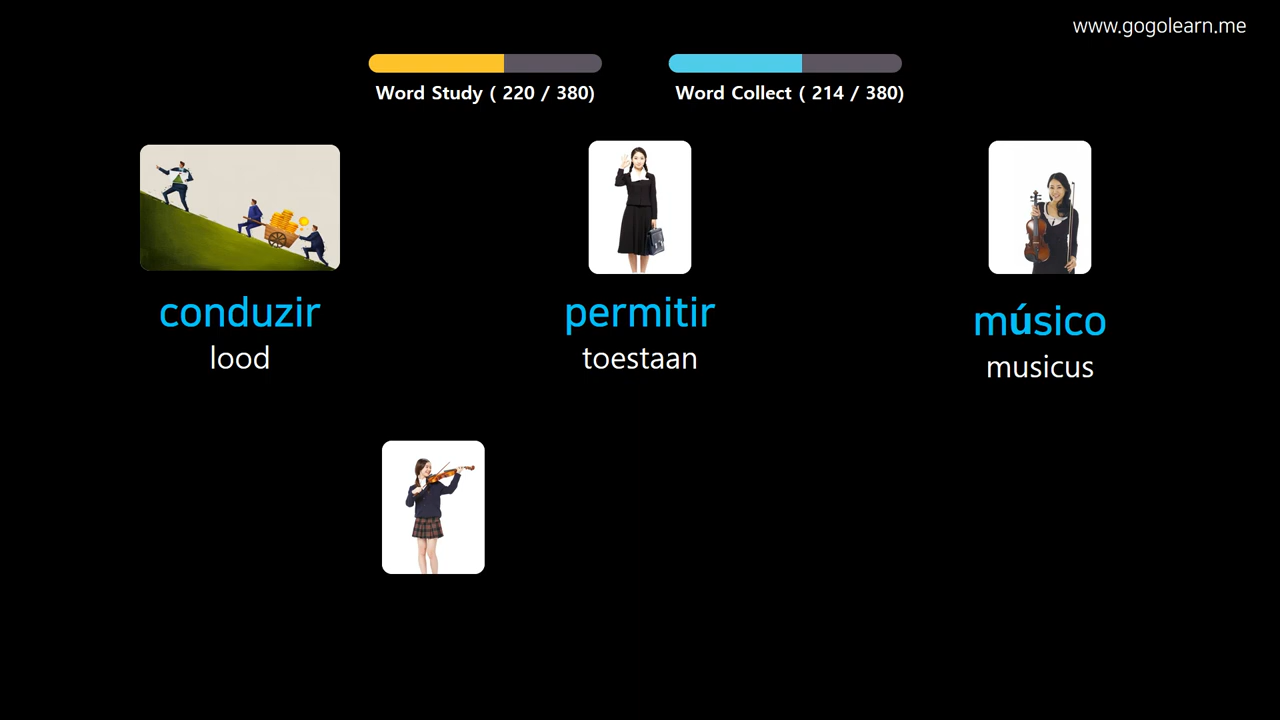 www.gogolearn.me
Word Study ( 220 / 380)
Word Collect ( 214 / 380)
conduzir
lood
permitir
toestaan
músico
musicus